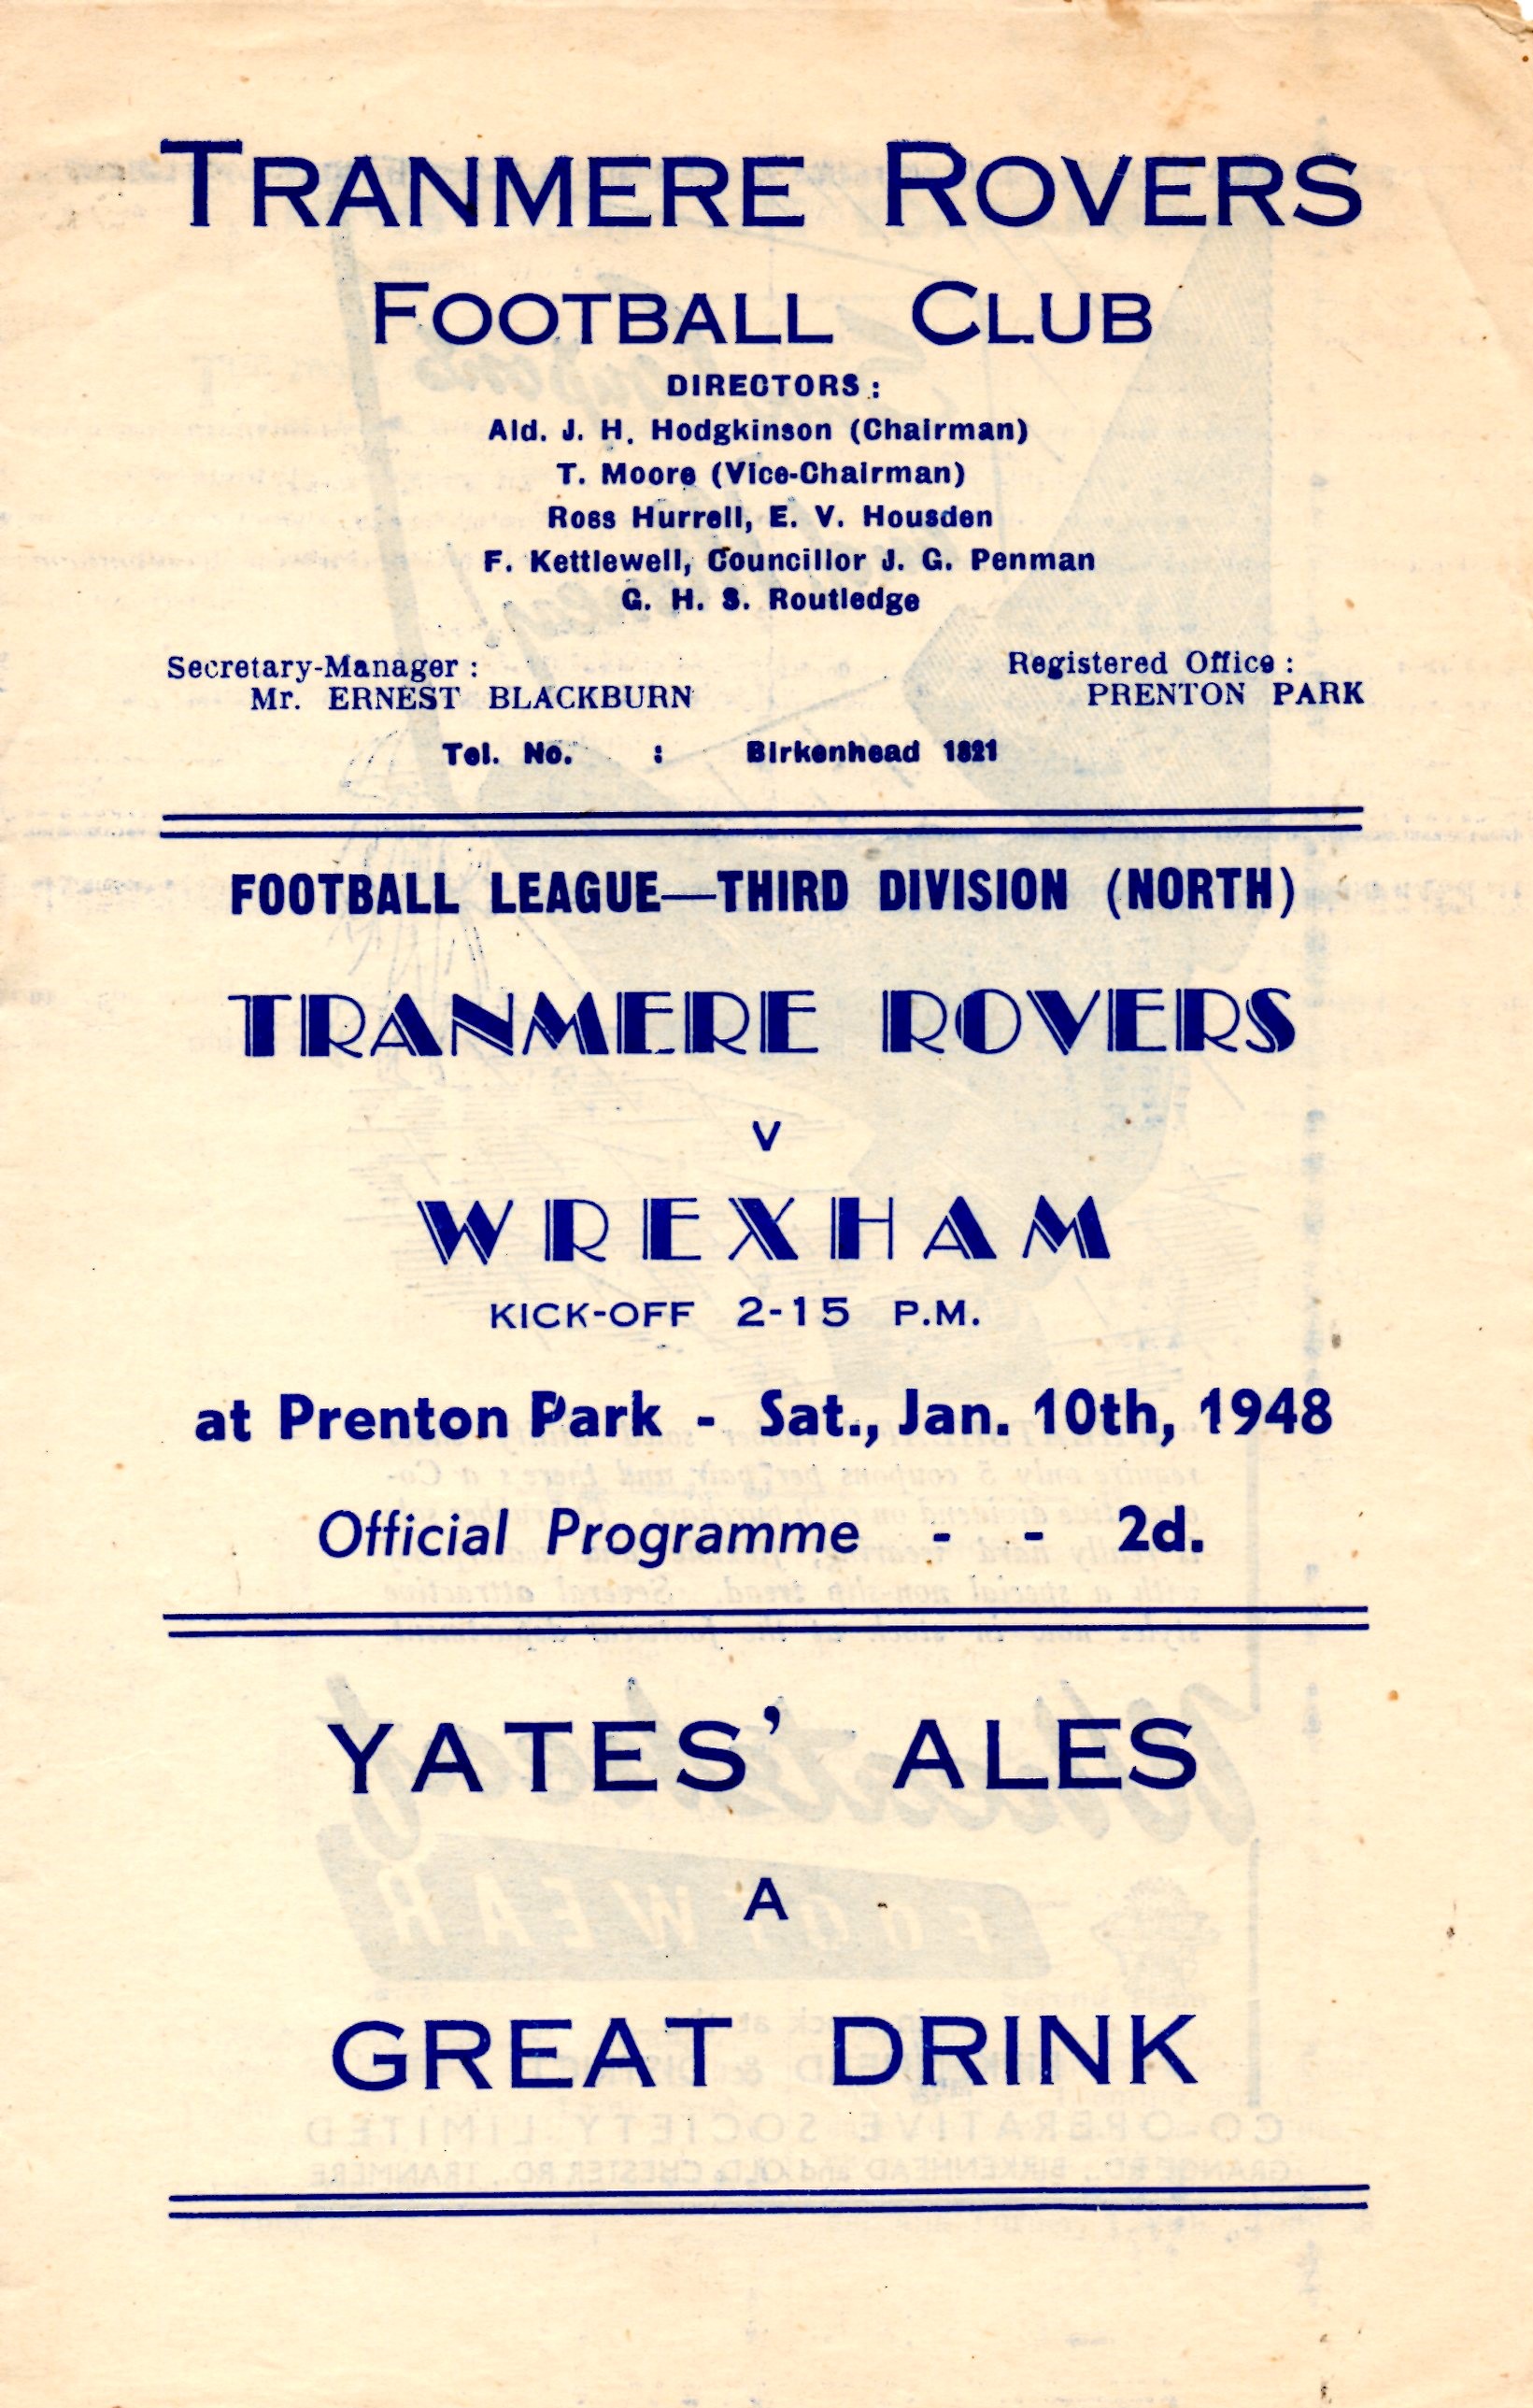 TRANMERE ROVERS
FOOTBALL CLUB
DIRECTORS :
Ald. J. H. Hodgkinson (Chairman)
T. Moore (Vice-Chairman)
Ross Hurrell, E. V. Housden
F. Kettlewell, Councillor J. G. Penman
G. H. S. Routledge
Secretary-Manager :
Mr. ERNEST BLACKBURN
Registered Office :
PRENTON PARK
Tel. No. : Birkenhead 1821
FOOTBALL LEAGUE—THIRD DIVISION (NORTH)
TRANMERE ROVERS
V
WREXHAM
KICK-OFF 2-15 P.M.
at Prenton Park - Sat., Jan. 10th, 1948
Official Programme - - 2d.
YATES' ALES
A
GREAT DRINK